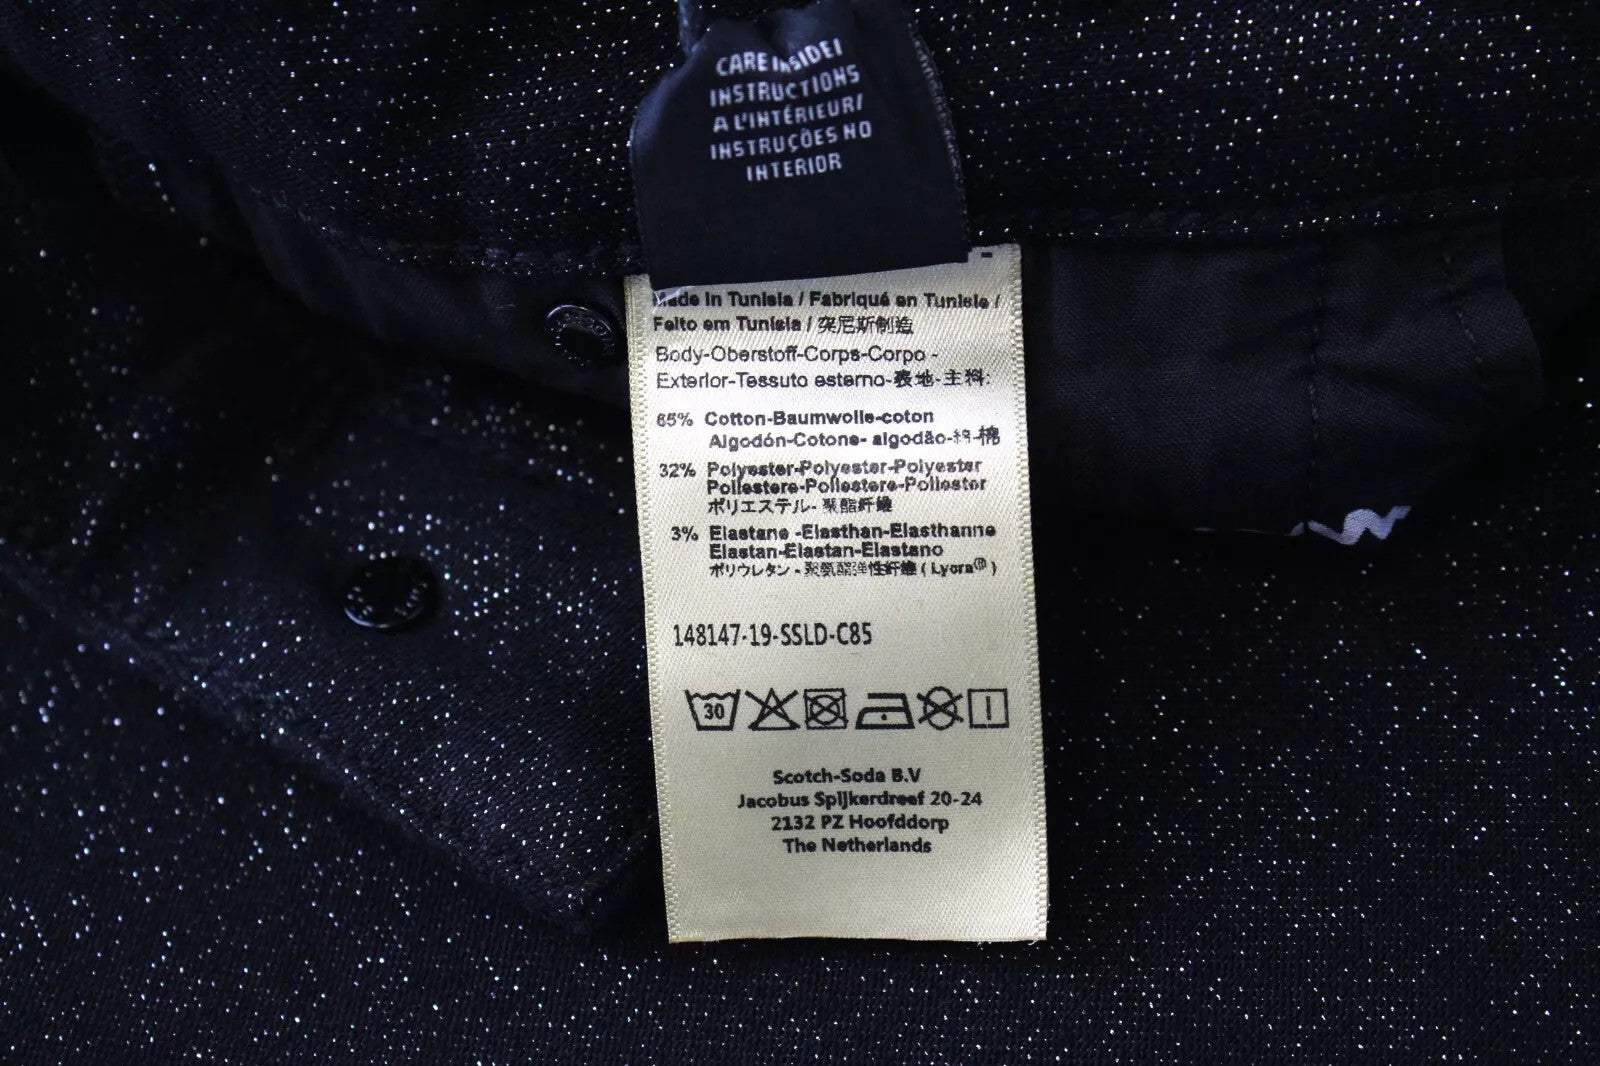 CARE INSIDE!
INSTRUCTIONS
A L'INTÉRIEUR/
INSTRUÇÕES NO
INTERIOR
Made in Tunisia / Fabriqué en Tunisie /
Feito em Tunísia / 突尼斯制造
Body-Oberstoff-Corps-Corpo -
Exterior-Tessuto esterno-表地-主料:
65% Cotton-Baumwolle-coton
Algodón-Cotone- algodão-綿-棉
32% Polyester-Polyester-Polyester
Poliestere-Poliestere-Poliester
ポリエステル- 聚酯纤维
3% Elastane -Elasthan-Elasthanne
Elastan-Elastan-Elastano
ポリウレタン - 聚氨酯弹性纤维 ( Lycra® )
148147-19-SSLD-C85
30
Scotch-Soda B.V
Jacobus Spijkerdreef 20-24
2132 PZ Hoofddorp
The Netherlands